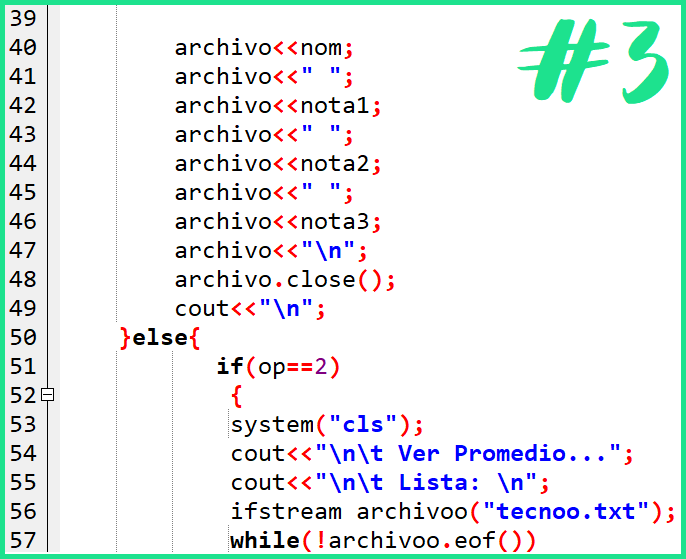 #3
39
40 archivo<<nom;
41 archivo<<" ";
42 archivo<<nota1;
43 archivo<<" ";
44 archivo<<nota2;
45 archivo<<" ";
46 archivo<<nota3;
47 archivo<<"\n";
48 archivo.close();
49 cout<<"\n";
50 }else{
51 if(op==2)
52 {
53 system("cls");
54 cout<<"\n\t Ver Promedio...";
55 cout<<"\n\t Lista: \n";
56 ifstream archivoo("tecnoo.txt");
57 while(!archivoo.eof())